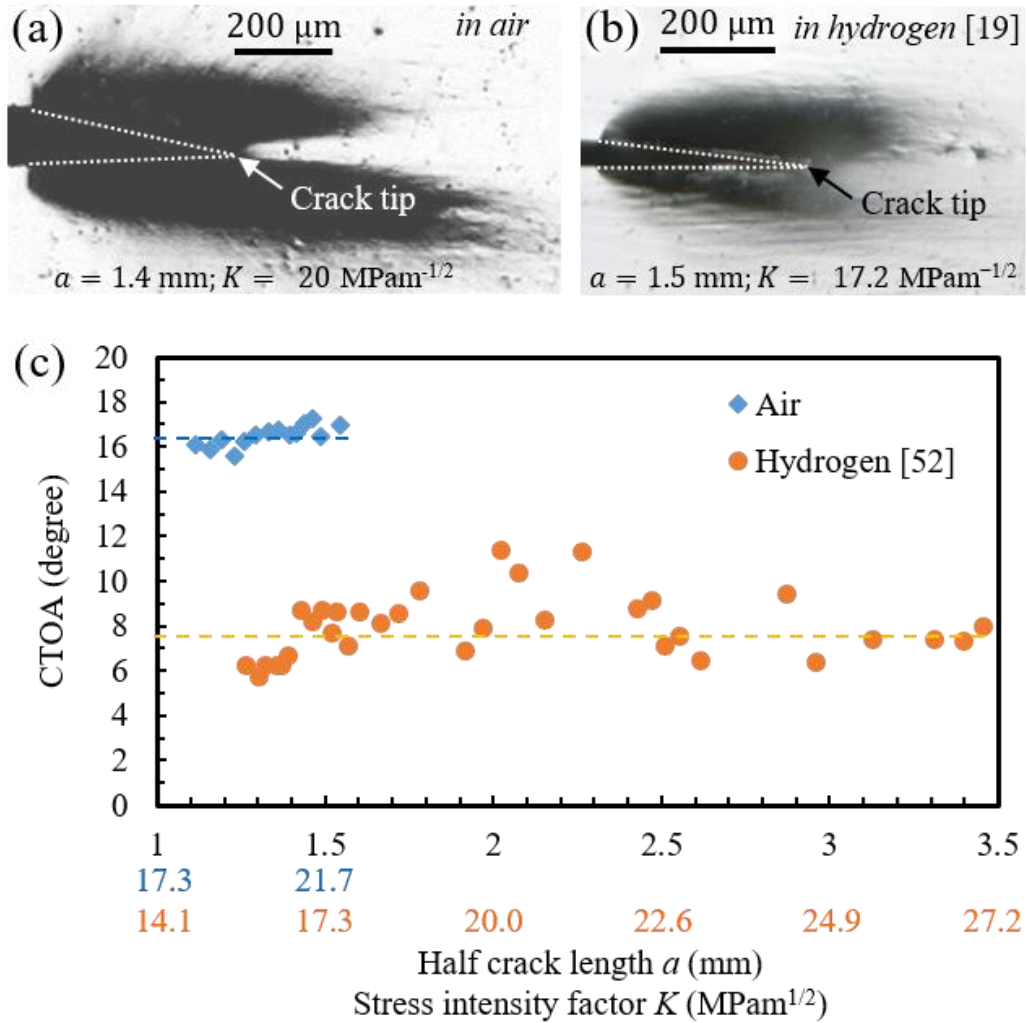 (a) 200 μm in air
Crack tip
a = 1.4 mm; K = 20 MPam⁻¹/²
(b) 200 μm in hydrogen [19]
Crack tip
a = 1.5 mm; K = 17.2 MPam⁻¹/²
(c)
CTOA (degree)
20
18
16
14
12
10
8
6
4
2
0
Air
Hydrogen [52]
1 1.5 2 2.5 3 3.5
17.3 21.7
14.1 17.3 20.0 22.6 24.9 27.2
Half crack length a (mm)
Stress intensity factor K (MPam¹/²)